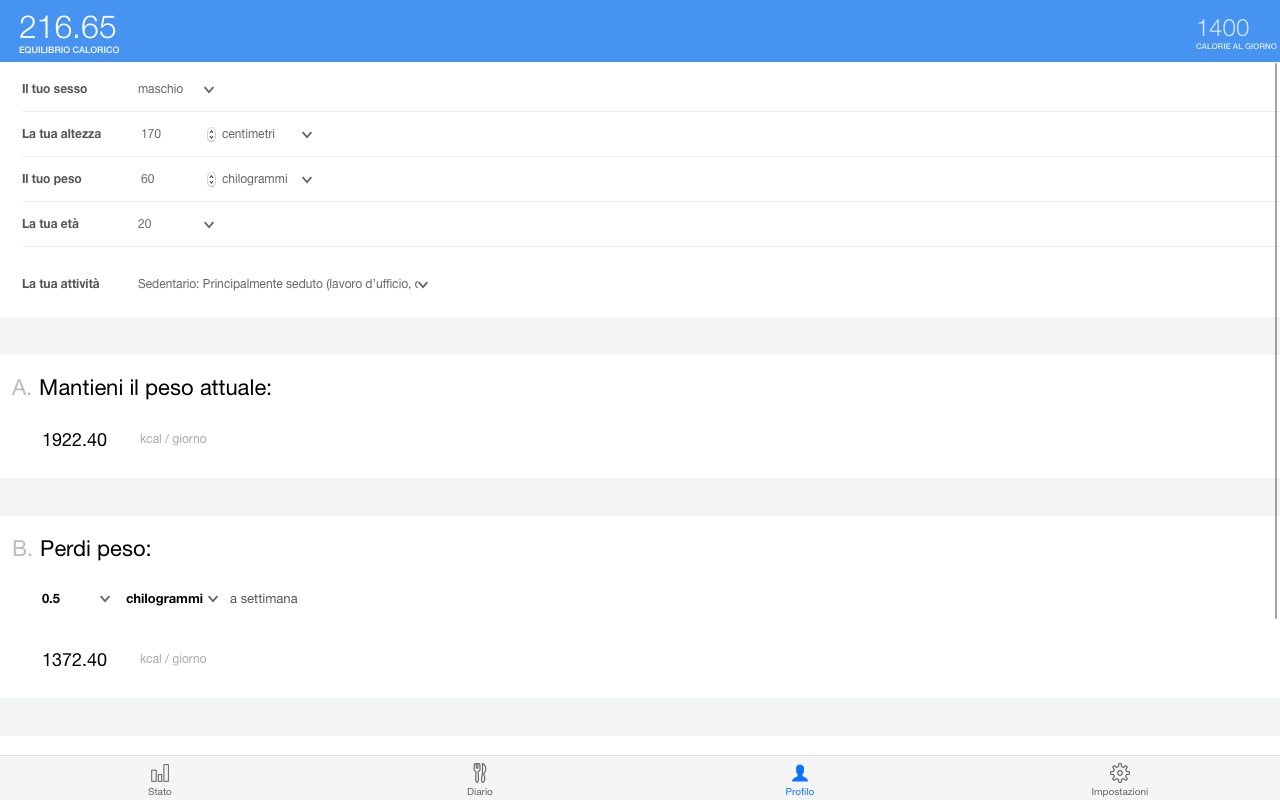 216.65
EQUILIBRIO CALORICO
1400
CALORIE AL GIORNO
Il tuo sesso maschio
La tua altezza 170 centimetri
Il tuo peso 60 chilogrammi
La tua età 20
La tua attività Sedentario: Principalmente seduto (lavoro d'ufficio,
A. Mantieni il peso attuale:
1922.40 kcal / giorno
B. Perdi peso:
0.5 chilogrammi a settimana
1372.40 kcal / giorno
Stato Diario Profilo Impostazioni